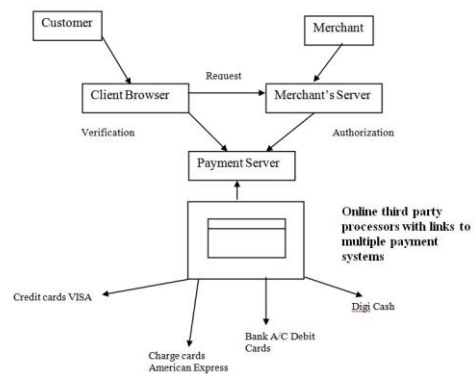 Customer
Merchant
Request
Client Browser
Merchant's Server
Verification
Authorization
Payment Server
Online third party
processors with links to
multiple payment
systems
Credit cards VISA
Digi Cash
Bank A/C Debit
Cards
Charge cards
American Express